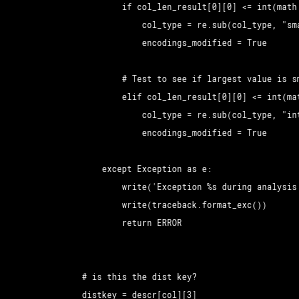 if col_len_result[0][0] <= int(math
col_type = re.sub(col_type, "sma
encodings_modified = True
# Test to see if largest value is sm
elif col_len_result[0][0] <= int(mat
col_type = re.sub(col_type, "int
encodings_modified = True
except Exception as e:
write('Exception %s during analysis
write(traceback.format_exc())
return ERROR
# is this the dist key?
distkey = descr[col][3]